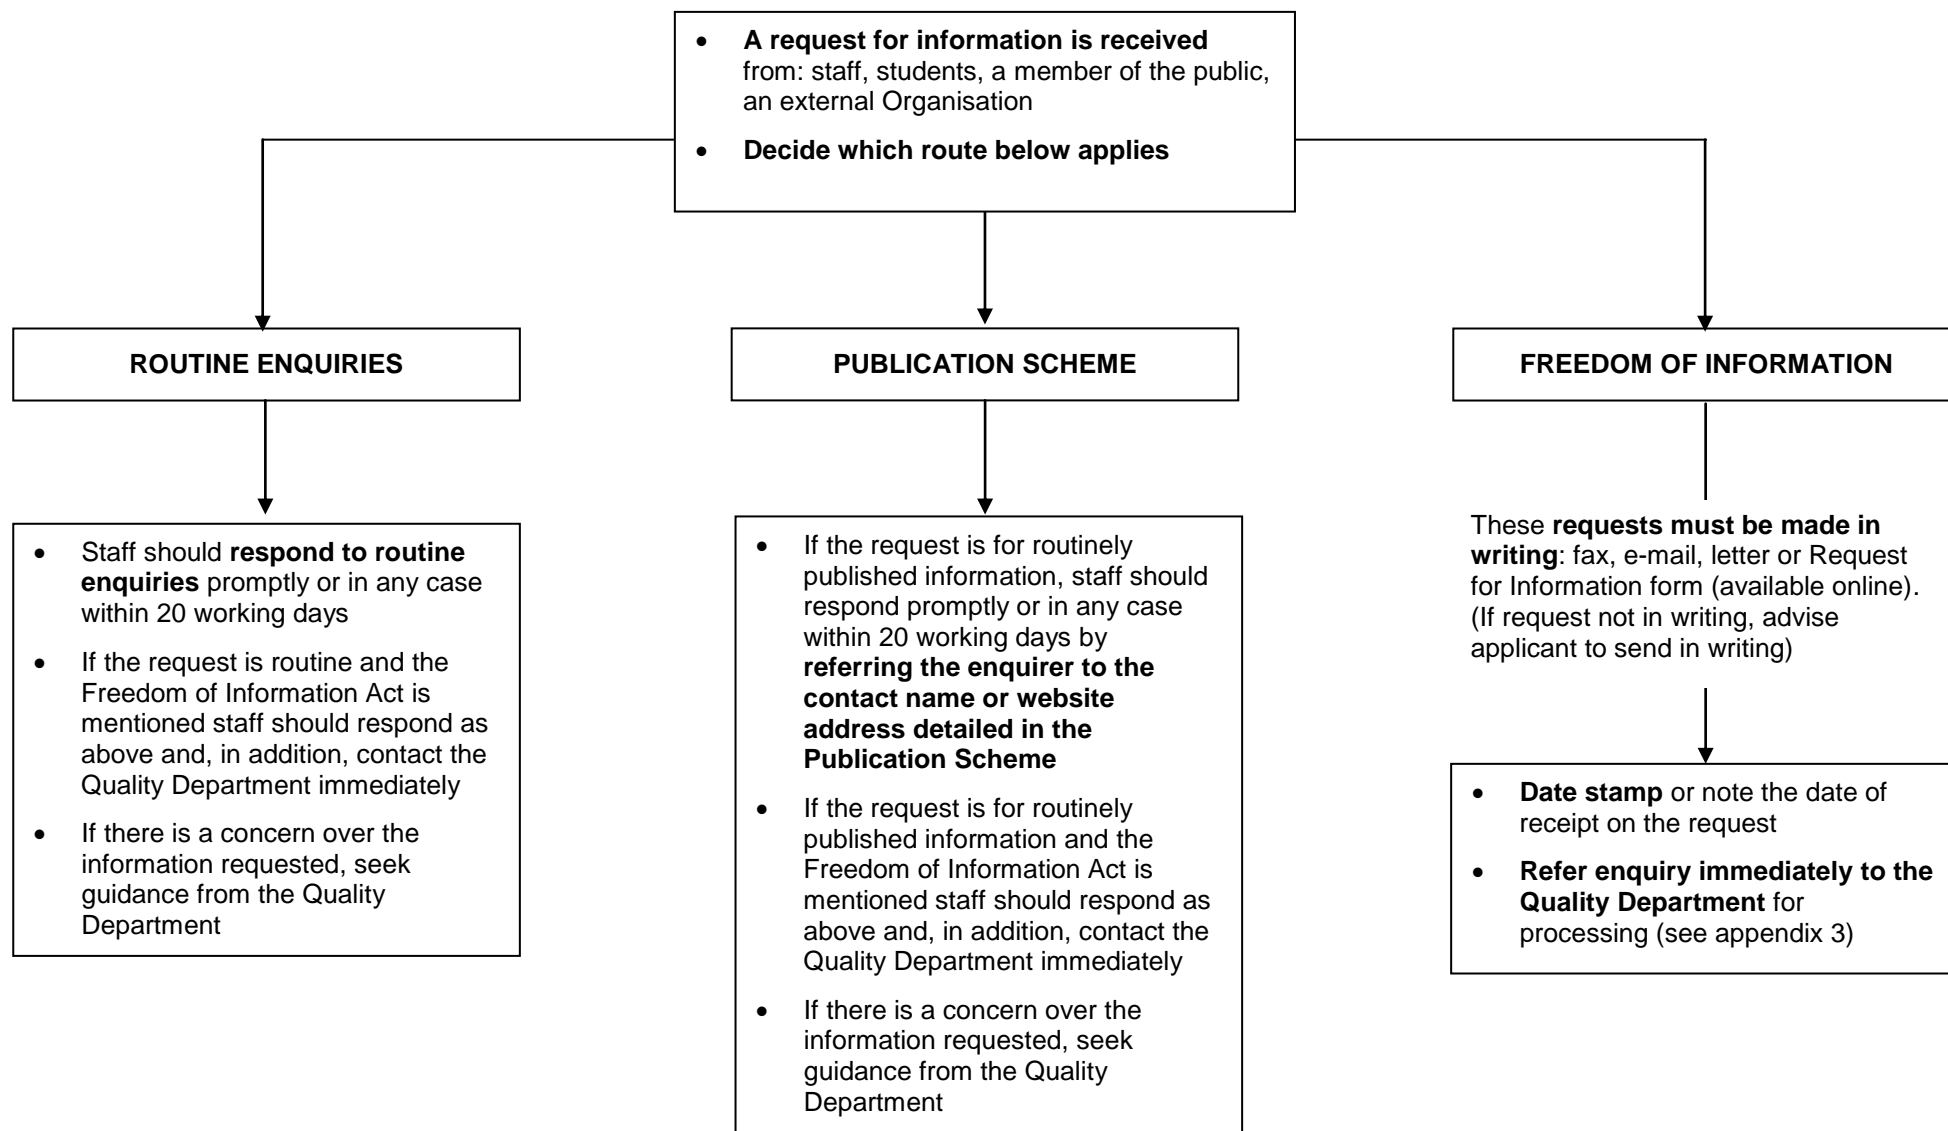 • A request for information is received
from: staff, students, a member of the public,
an external Organisation
• Decide which route below applies
ROUTINE ENQUIRIES
PUBLICATION SCHEME
FREEDOM OF INFORMATION
• Staff should respond to routine
enquiries promptly or in any case
within 20 working days
• If the request is routine and the
Freedom of Information Act is
mentioned staff should respond as
above and, in addition, contact the
Quality Department immediately
• If there is a concern over the
information requested, seek
guidance from the Quality
Department
• If the request is for routinely
published information, staff should
respond promptly or in any case
within 20 working days by
referring the enquirer to the
contact name or website
address detailed in the
Publication Scheme
• If the request is for routinely
published information and the
Freedom of Information Act is
mentioned staff should respond as
above and, in addition, contact the
Quality Department immediately
• If there is a concern over the
information requested, seek
guidance from the Quality
Department
These requests must be made in
writing: fax, e-mail, letter or Request
for Information form (available online).
(If request not in writing, advise
applicant to send in writing)
• Date stamp or note the date of
receipt on the request
• Refer enquiry immediately to the
Quality Department for
processing (see appendix 3)